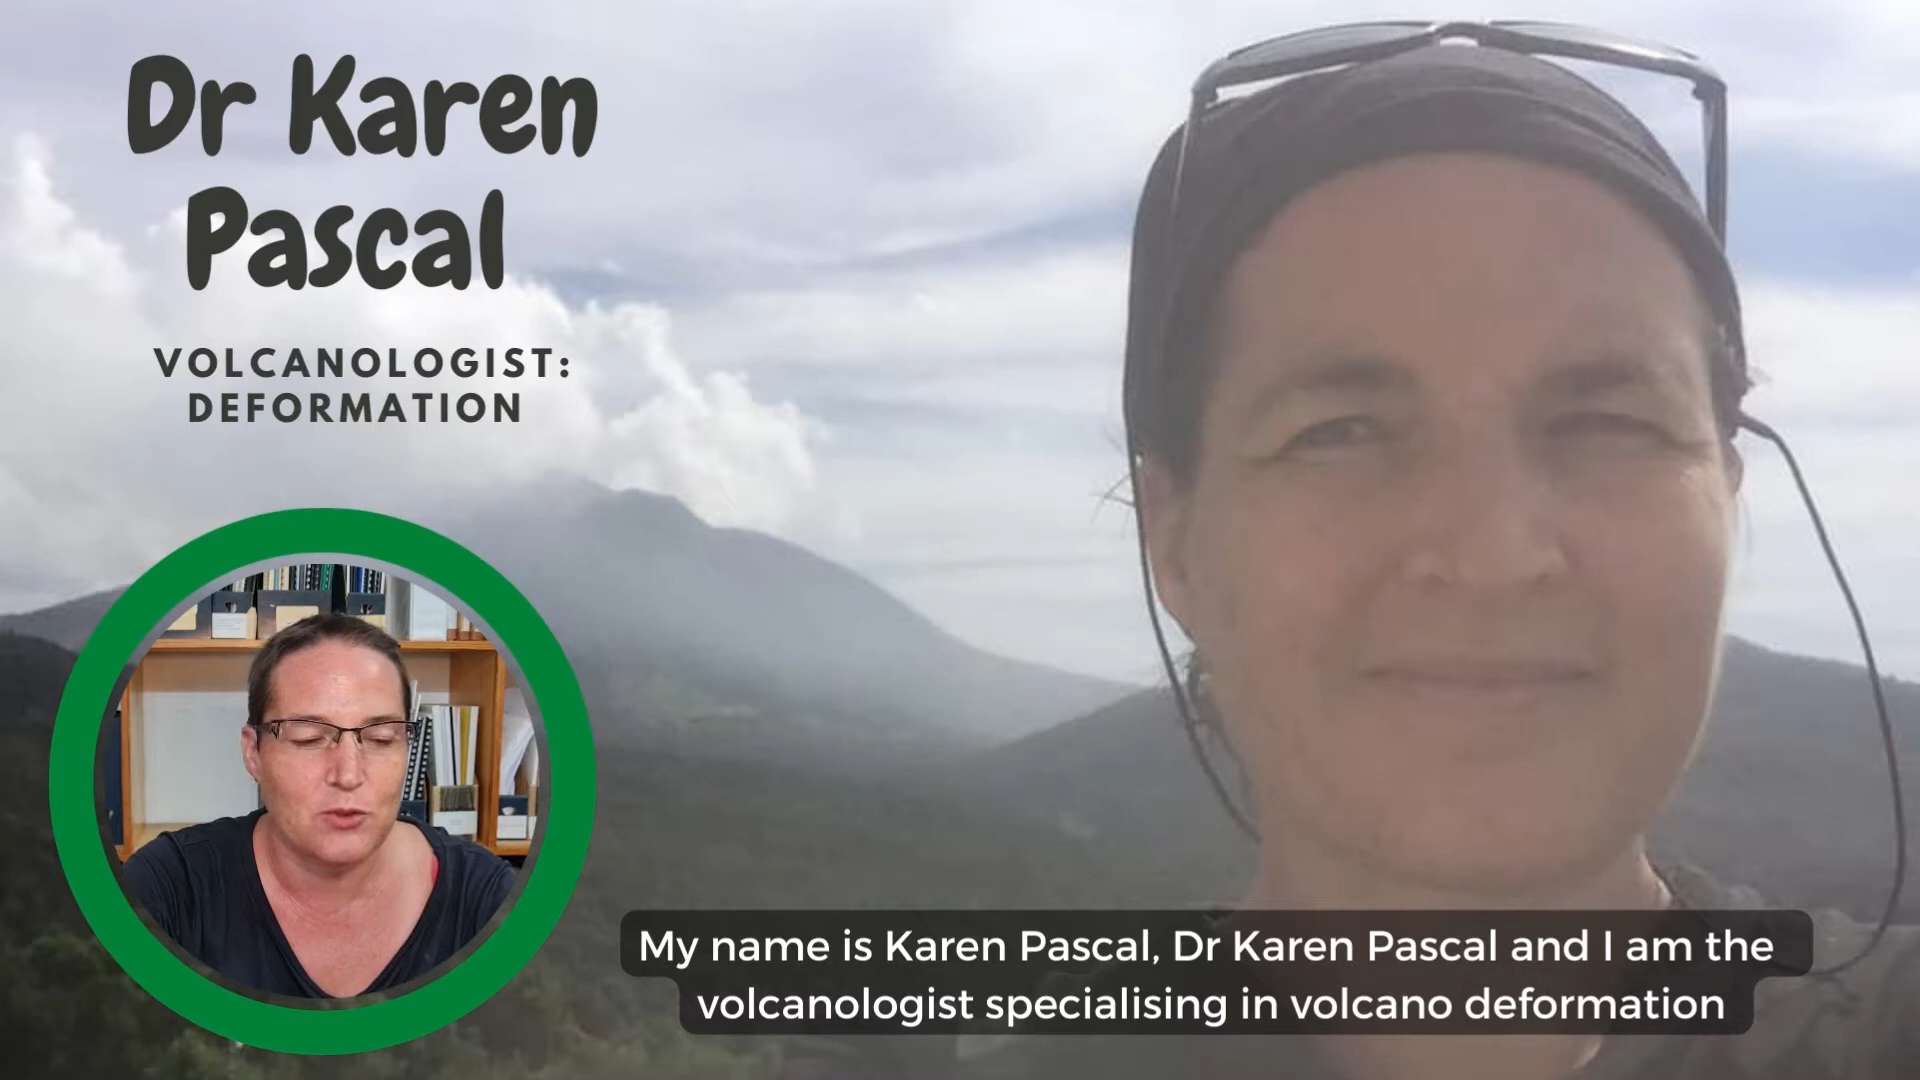 Dr Karen
Pascal
VOLCANOLOGIST:
DEFORMATION
My name is Karen Pascal, Dr Karen Pascal and I am the
volcanologist specialising in volcano deformation